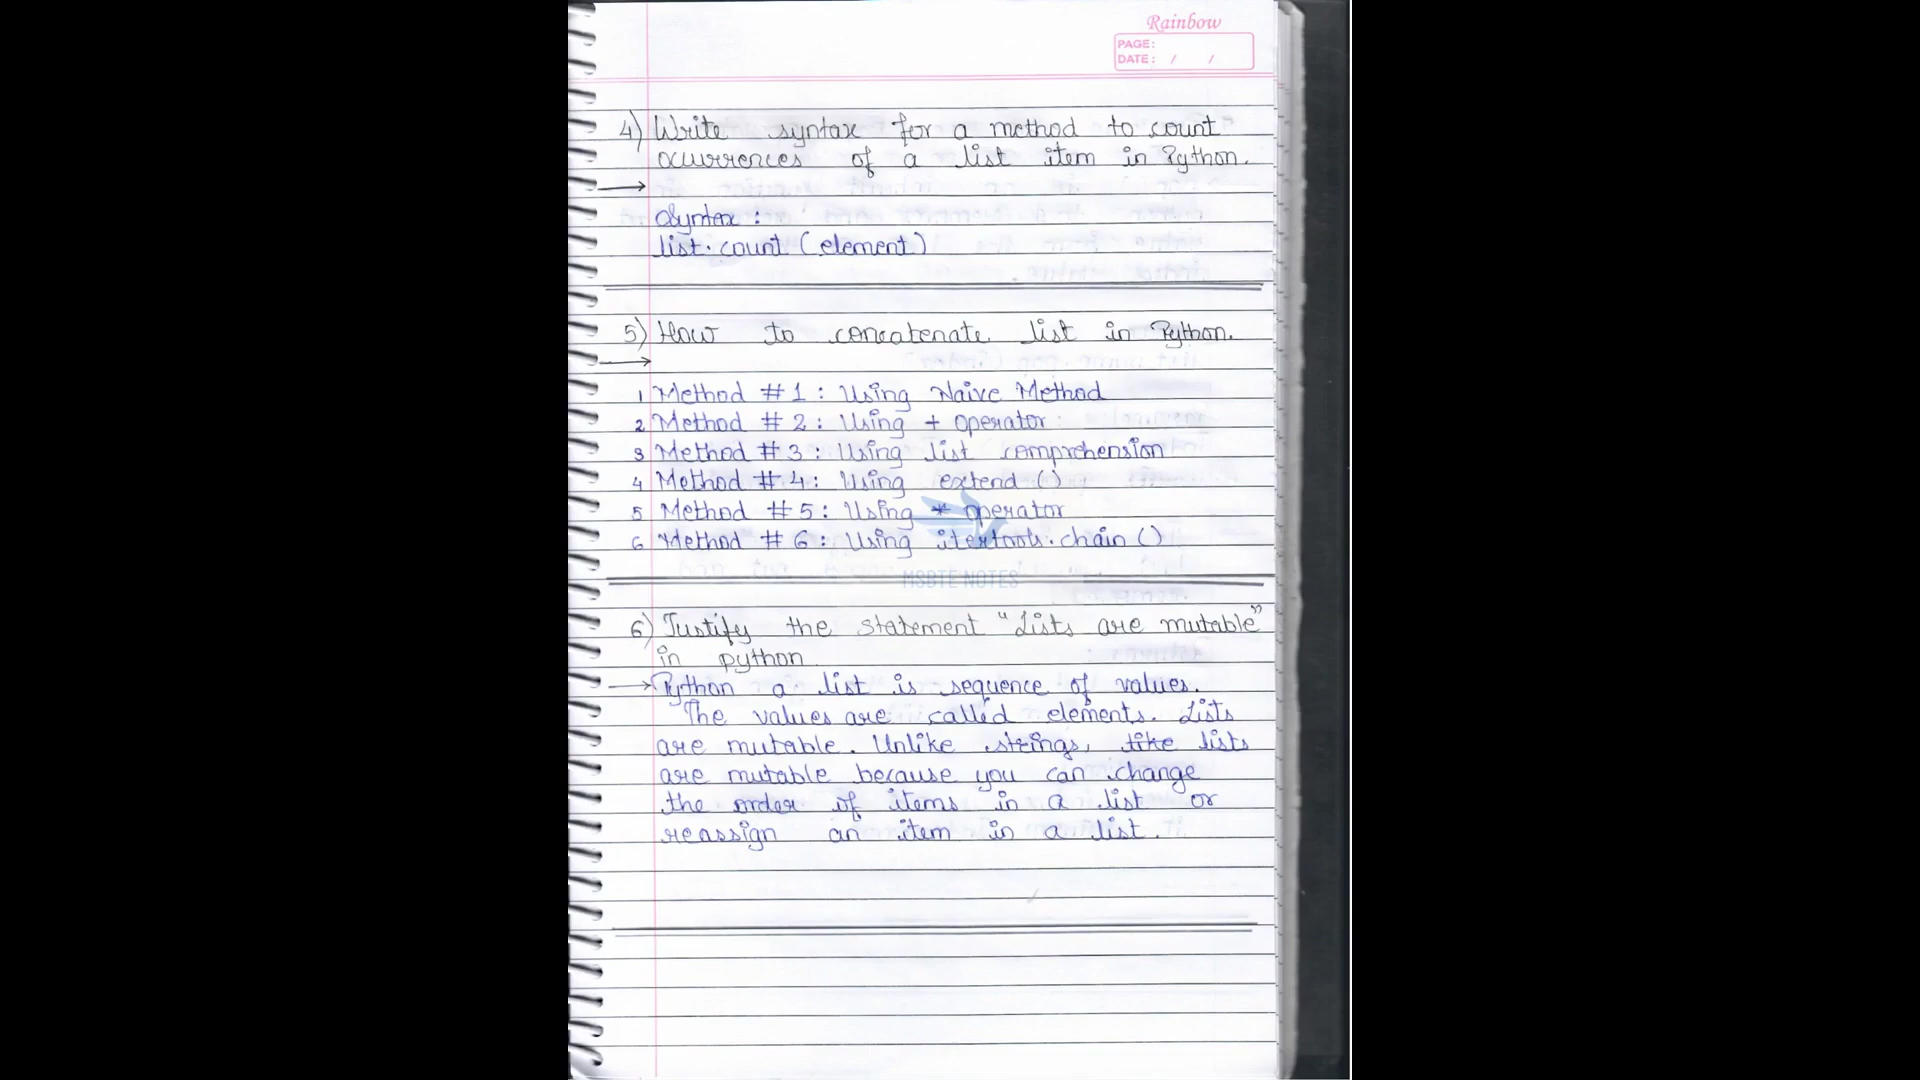 Rainbow
PAGE:
DATE: / /
4) Write syntax for a method to count
ocurrences of a list item in Python.
→
Syntax :
list.count (element)
5) How to concatenate list in Python.
→
1 Method #1: Using Naive Method
2 Method #2: Using + operator
3 Method #3: Using list comprehension
4 Method #4: Using extend ()
5 Method #5: Using * operator
6 Method #6: Using itertools.chain ()
MSBTE NOTES
6) Justify the statement "Lists are mutable"
in python
→ Python a list is sequence of values.
The values are called elements. Lists
are mutable. Unlike strings, like lists
are mutable because you can change
the order of items in a list or
reassign an item in a list.